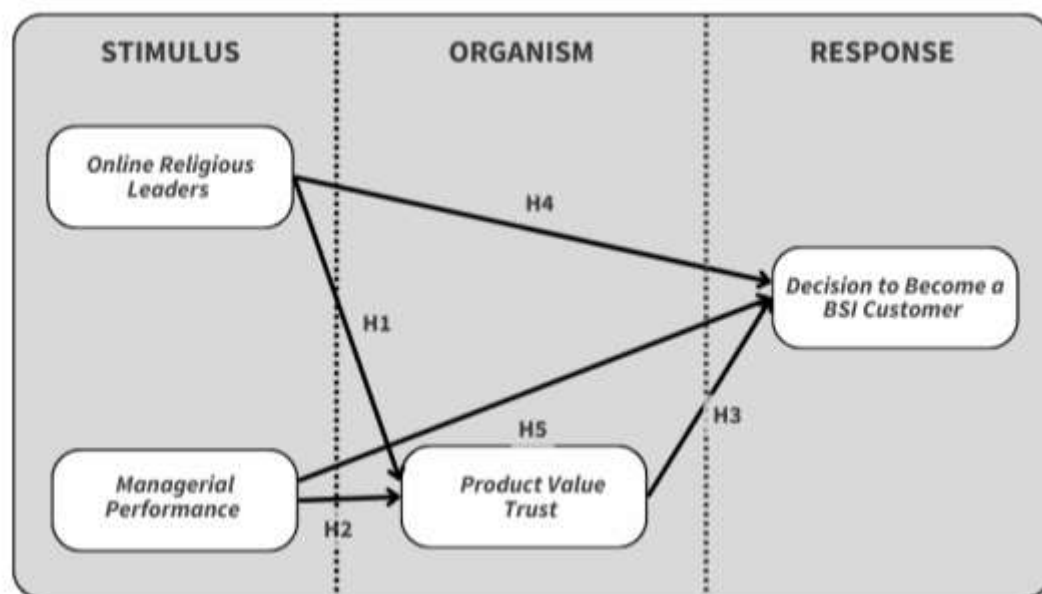 STIMULUS
ORGANISM
RESPONSE
Online Religious
Leaders
H4
Decision to Become a
BSI Customer
H1
H3
H5
Managerial
Performance
Product Value
Trust
H2